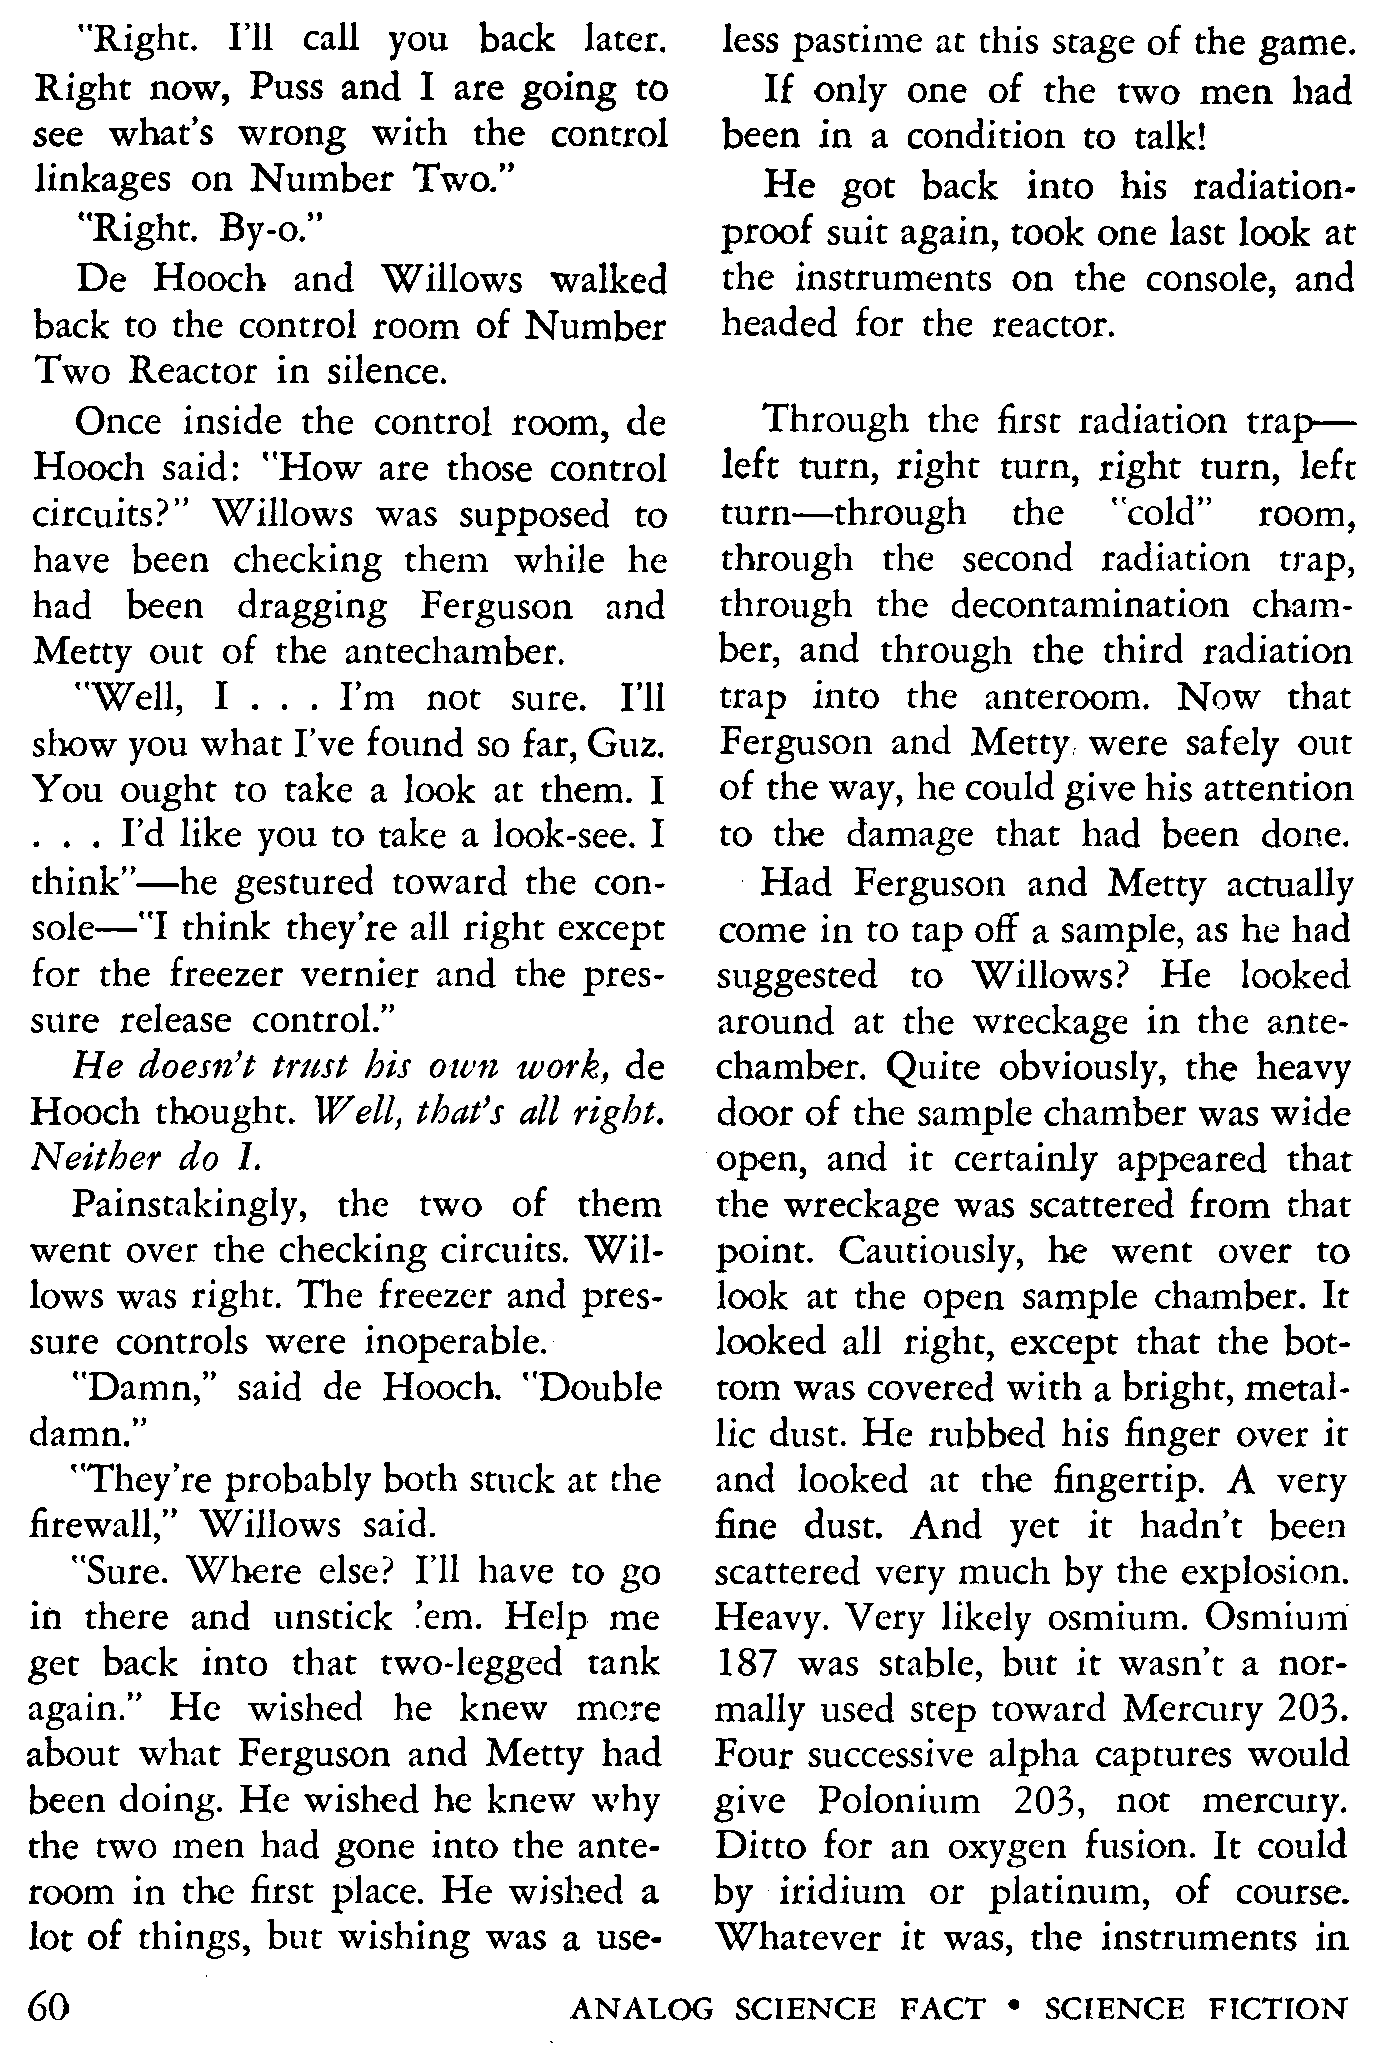 "Right. I'll call you back later.
Right now, Puss and I are going to
see what's wrong with the control
linkages on Number Two."
"Right. By-o."
De Hooch and Willows walked
back to the control room of Number
Two Reactor in silence.
Once inside the control room, de
Hooch said: "How are those control
circuits?" Willows was supposed to
have been checking them while he
had been dragging Ferguson and
Metty out of the antechamber.
"Well, I . . . I'm not sure. I'll
show you what I've found so far, Guz.
You ought to take a look at them. I
. . . I'd like you to take a look-see. I
think"—he gestured toward the con-
sole—"I think they're all right except
for the freezer vernier and the pres-
sure release control."
He doesn't trust his own work, de
Hooch thought. Well, that's all right.
Neither do I.
Painstakingly, the two of them
went over the checking circuits. Wil-
lows was right. The freezer and pres-
sure controls were inoperable.
"Damn," said de Hooch. "Double
damn."
"They're probably both stuck at the
firewall," Willows said.
"Sure. Where else? I'll have to go
in there and unstick 'em. Help me
get back into that two-legged tank
again." He wished he knew more
about what Ferguson and Metty had
been doing. He wished he knew why
the two men had gone into the ante-
room in the first place. He wished a
lot of things, but wishing was a use-
less pastime at this stage of the game.
If only one of the two men had
been in a condition to talk!
He got back into his radiation-
proof suit again, took one last look at
the instruments on the console, and
headed for the reactor.
Through the first radiation trap—
left turn, right turn, right turn, left
turn—through the "cold" room,
through the second radiation trap,
through the decontamination cham-
ber, and through the third radiation
trap into the anteroom. Now that
Ferguson and Metty were safely out
of the way, he could give his attention
to the damage that had been done.
Had Ferguson and Metty actually
come in to tap off a sample, as he had
suggested to Willows? He looked
around at the wreckage in the ante-
chamber. Quite obviously, the heavy
door of the sample chamber was wide
open, and it certainly appeared that
the wreckage was scattered from that
point. Cautiously, he went over to
look at the open sample chamber. It
looked all right, except that the bot-
tom was covered with a bright, metal-
lic dust. He rubbed his finger over it
and looked at the fingertip. A very
fine dust. And yet it hadn't been
scattered very much by the explosion.
Heavy. Very likely osmium. Osmium
187 was stable, but it wasn't a nor-
mally used step toward Mercury 203.
Four successive alpha captures would
give Polonium 203, not mercury.
Ditto for an oxygen fusion. It could
by iridium or platinum, of course.
Whatever it was, the instruments in
60 ANALOG SCIENCE FACT • SCIENCE FICTION